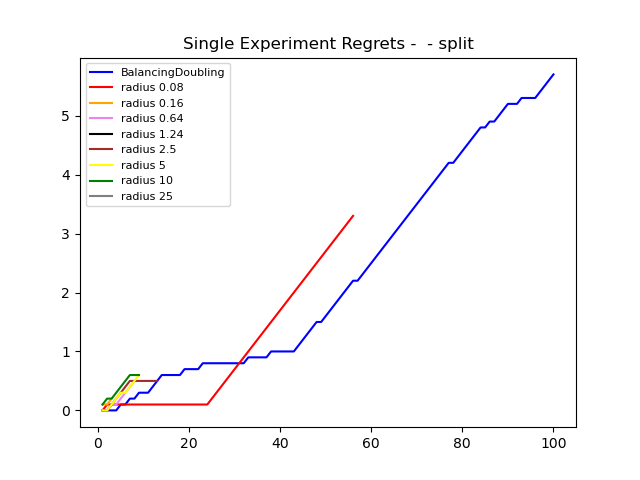 Single Experiment Regrets -  - split
BalancingDoubling
radius 0.08
radius 0.16
radius 0.64
radius 1.24
radius 2.5
radius 5
radius 10
radius 25
5
4
3
2
1
0
0 20 40 60 80 100